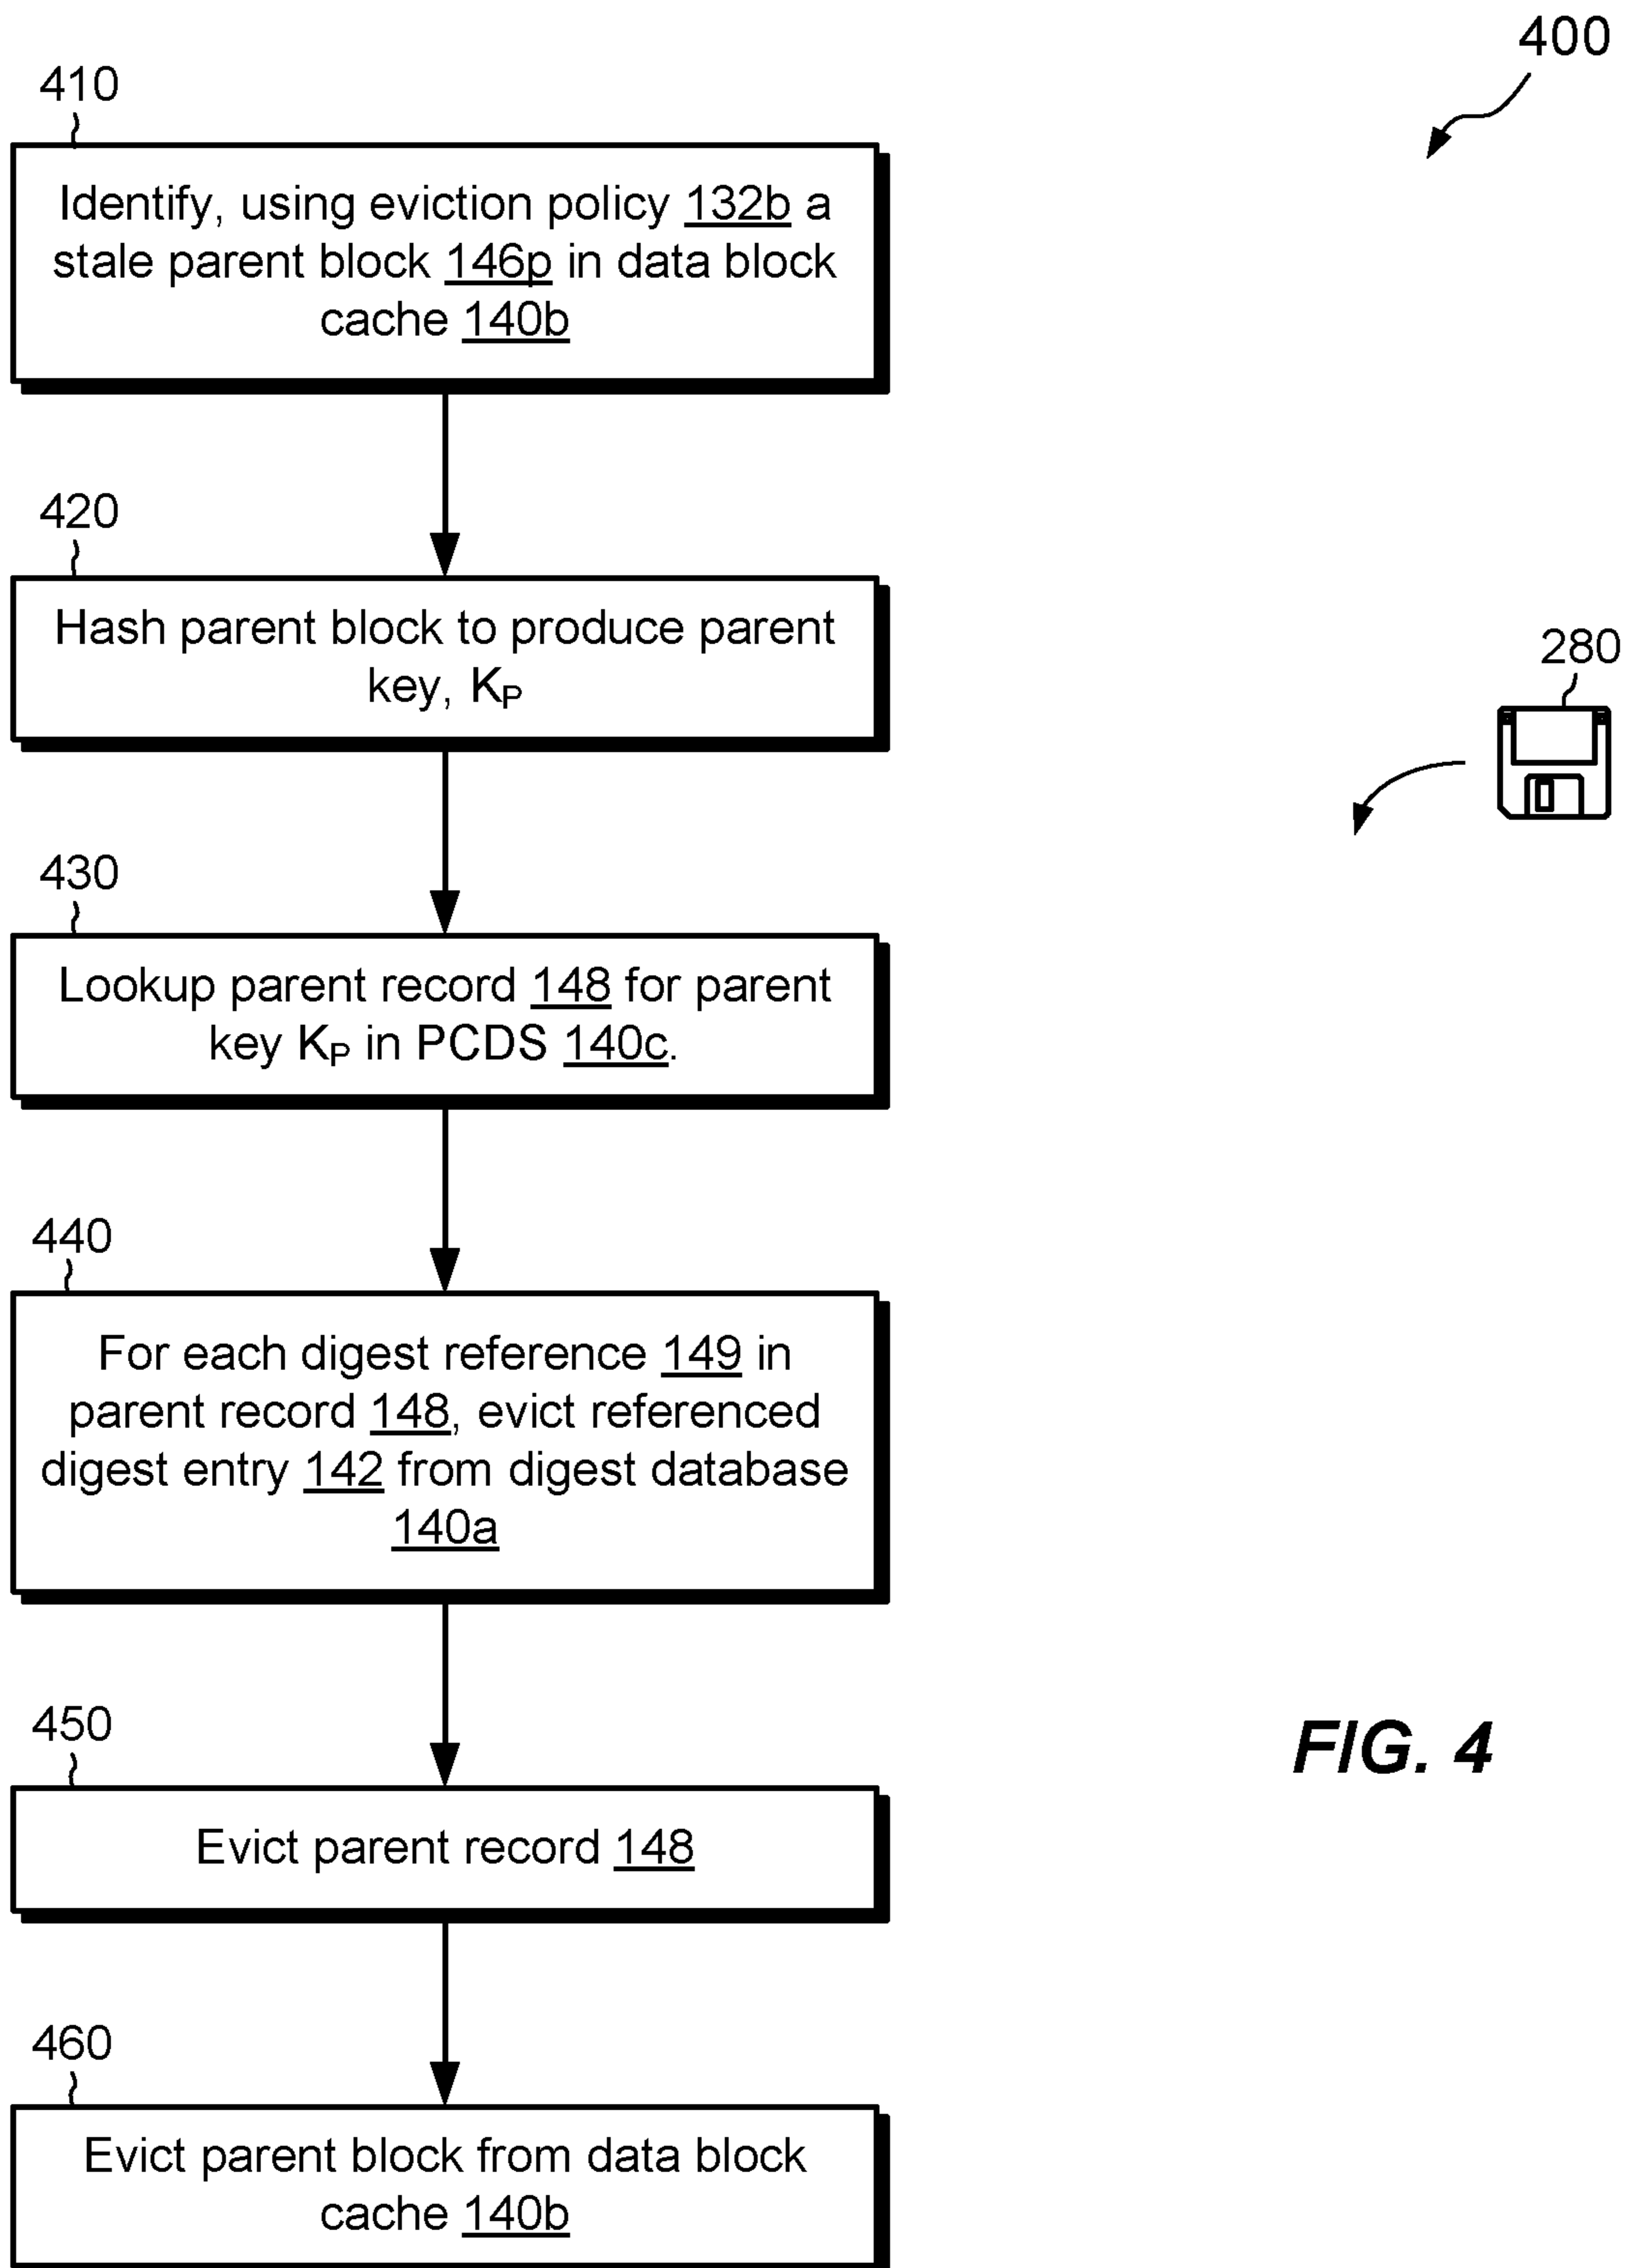 400
410
Identify, using eviction policy 132b a
stale parent block 146p in data block
cache 140b
420
Hash parent block to produce parent
key, KP
280
430
Lookup parent record 148 for parent
key KP in PCDS 140c.
440
For each digest reference 149 in
parent record 148, evict referenced
digest entry 142 from digest database
140a
450
Evict parent record 148
FIG. 4
460
Evict parent block from data block
cache 140b